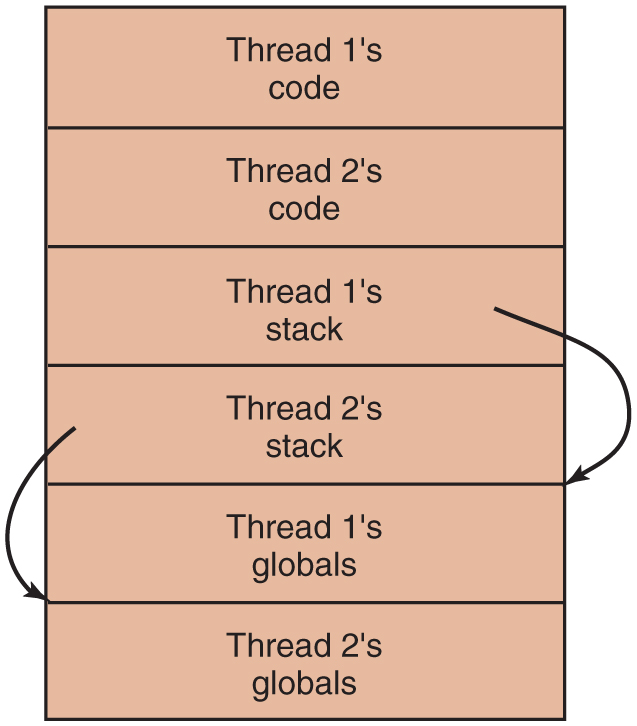 Thread 1's
code
Thread 2's
code
Thread 1's
stack
Thread 2's
stack
Thread 1's
globals
Thread 2's
globals